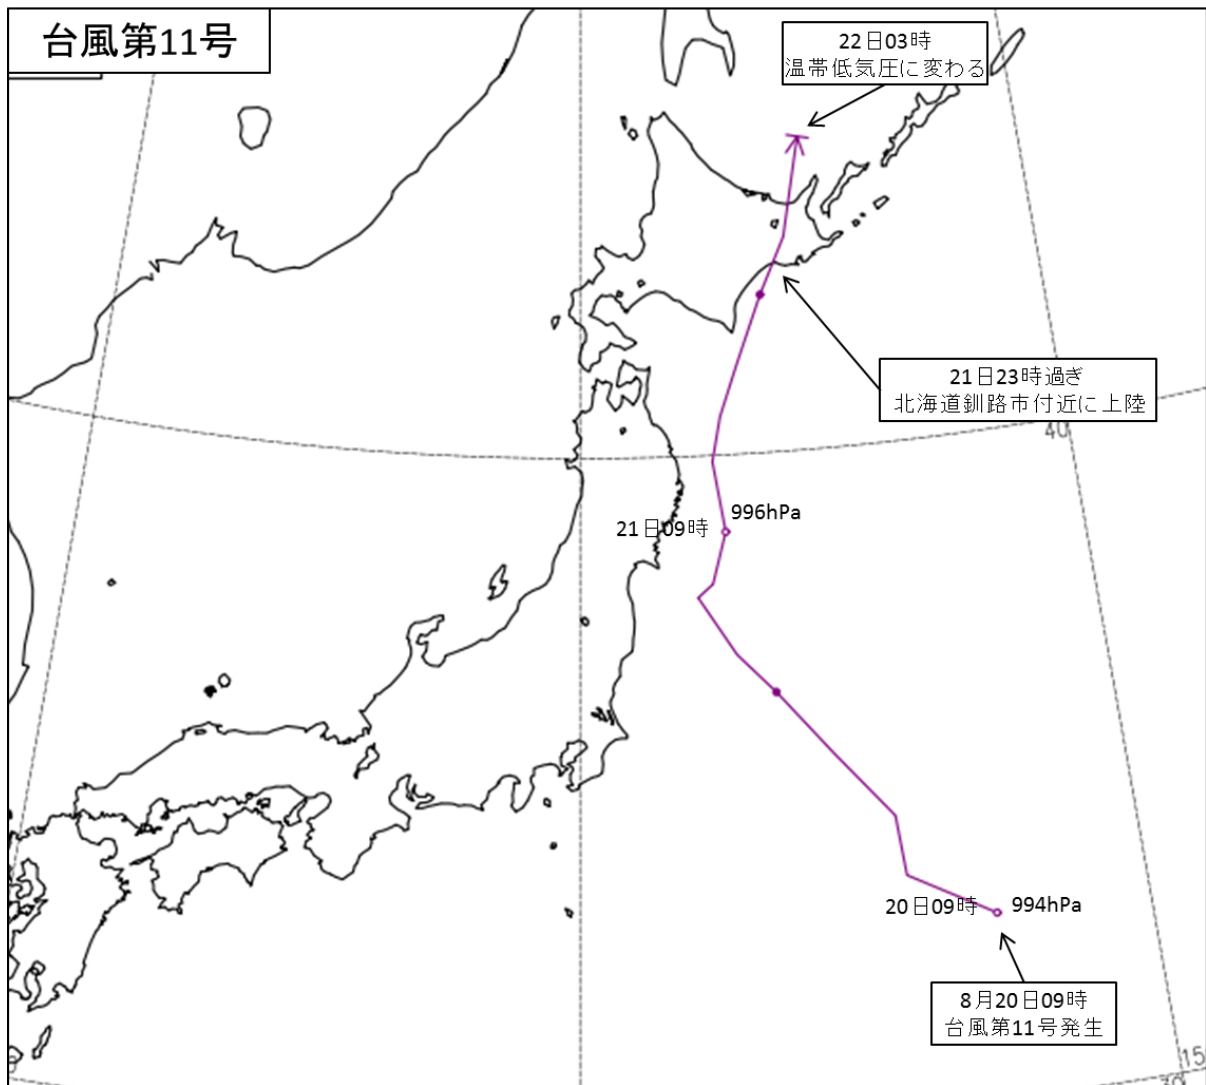 台風第11号
22日03時
温帯低気圧に変わる
21日23時過ぎ
北海道釧路市付近に上陸
40
996hPa
21日09時
20日09時
994hPa
8月20日09時
台風第11号発生
15